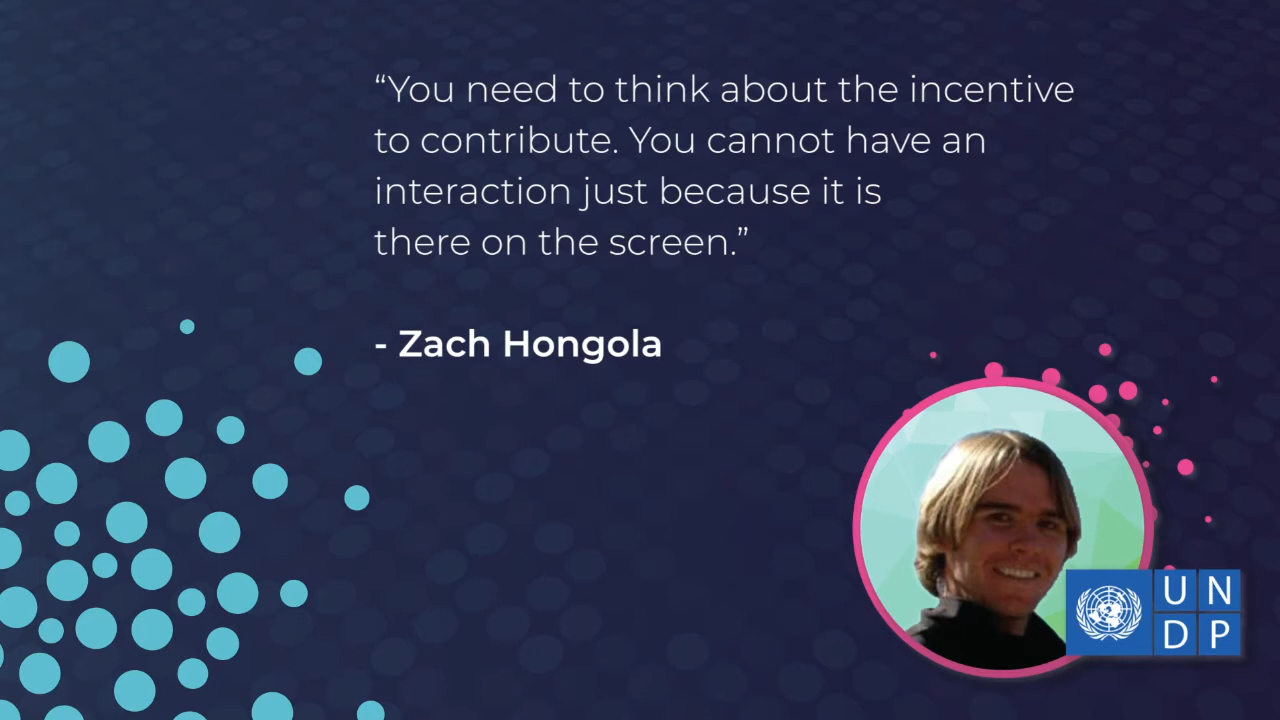 “You need to think about the incentive
to contribute. You cannot have an
interaction just because it is
there on the screen.”
- Zach Hongola
U N
D P